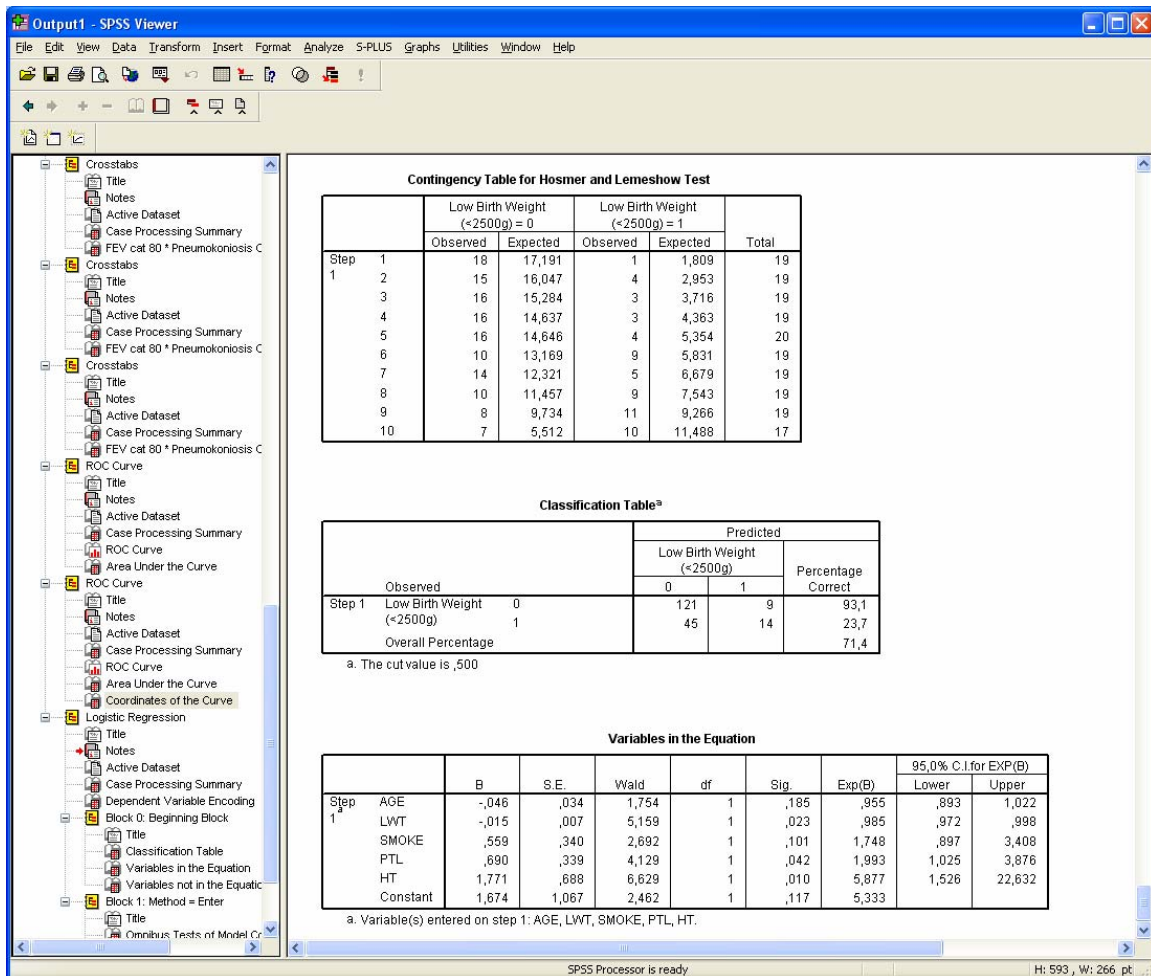 Output1 - SPSS Viewer
File Edit View Data Transform Insert Format Analyze S-PLUS Graphs Utilities Window Help
Crosstabs
Title
Notes
Active Dataset
Case Processing Summary
FEV cat 80 * Pneumokoniosis C
Crosstabs
Title
Notes
Active Dataset
Case Processing Summary
FEV cat 80 * Pneumokoniosis C
Crosstabs
Title
Notes
Active Dataset
Case Processing Summary
FEV cat 80 * Pneumokoniosis C
ROC Curve
Title
Notes
Active Dataset
Case Processing Summary
ROC Curve
Area Under the Curve
ROC Curve
Title
Notes
Active Dataset
Case Processing Summary
ROC Curve
Area Under the Curve
Coordinates of the Curve
Logistic Regression
Title
Notes
Active Dataset
Case Processing Summary
Dependent Variable Encoding
Block 0: Beginning Block
Title
Classification Table
Variables in the Equation
Variables not in the Equatic
Block 1: Method = Enter
Title
Omnibus Tests of Model Co
Contingency Table for Hosmer and Lemeshow Test
Low Birth Weight Low Birth Weight
(<2500g) = 0 (<2500g) = 1
Observed Expected Observed Expected Total
Step 1 18 17,191 1 1,809 19
1 2 15 16,047 4 2,953 19
3 16 15,284 3 3,716 19
4 16 14,637 3 4,363 19
5 16 14,646 4 5,354 20
6 10 13,169 9 5,831 19
7 14 12,321 5 6,679 19
8 10 11,457 9 7,543 19
9 8 9,734 11 9,266 19
10 7 5,512 10 11,488 17
Classification Tableᵃ
Predicted
Low Birth Weight
(<2500g) Percentage
Observed 0 1 Correct
Step 1 Low Birth Weight 0 121 9 93,1
(<2500g) 1 45 14 23,7
Overall Percentage 71,4
a. The cut value is ,500
Variables in the Equation
95,0% C.I.for EXP(B)
B S.E. Wald df Sig. Exp(B) Lower Upper
Step AGE -,046 ,034 1,754 1 ,185 ,955 ,893 1,022
1ᵃ LWT -,015 ,007 5,159 1 ,023 ,985 ,972 ,998
SMOKE ,559 ,340 2,692 1 ,101 1,748 ,897 3,408
PTL ,690 ,339 4,129 1 ,042 1,993 1,025 3,876
HT 1,771 ,688 6,629 1 ,010 5,877 1,526 22,632
Constant 1,674 1,067 2,462 1 ,117 5,333
a. Variable(s) entered on step 1: AGE, LWT, SMOKE, PTL, HT.
SPSS Processor is ready H: 593 , W: 266 pt